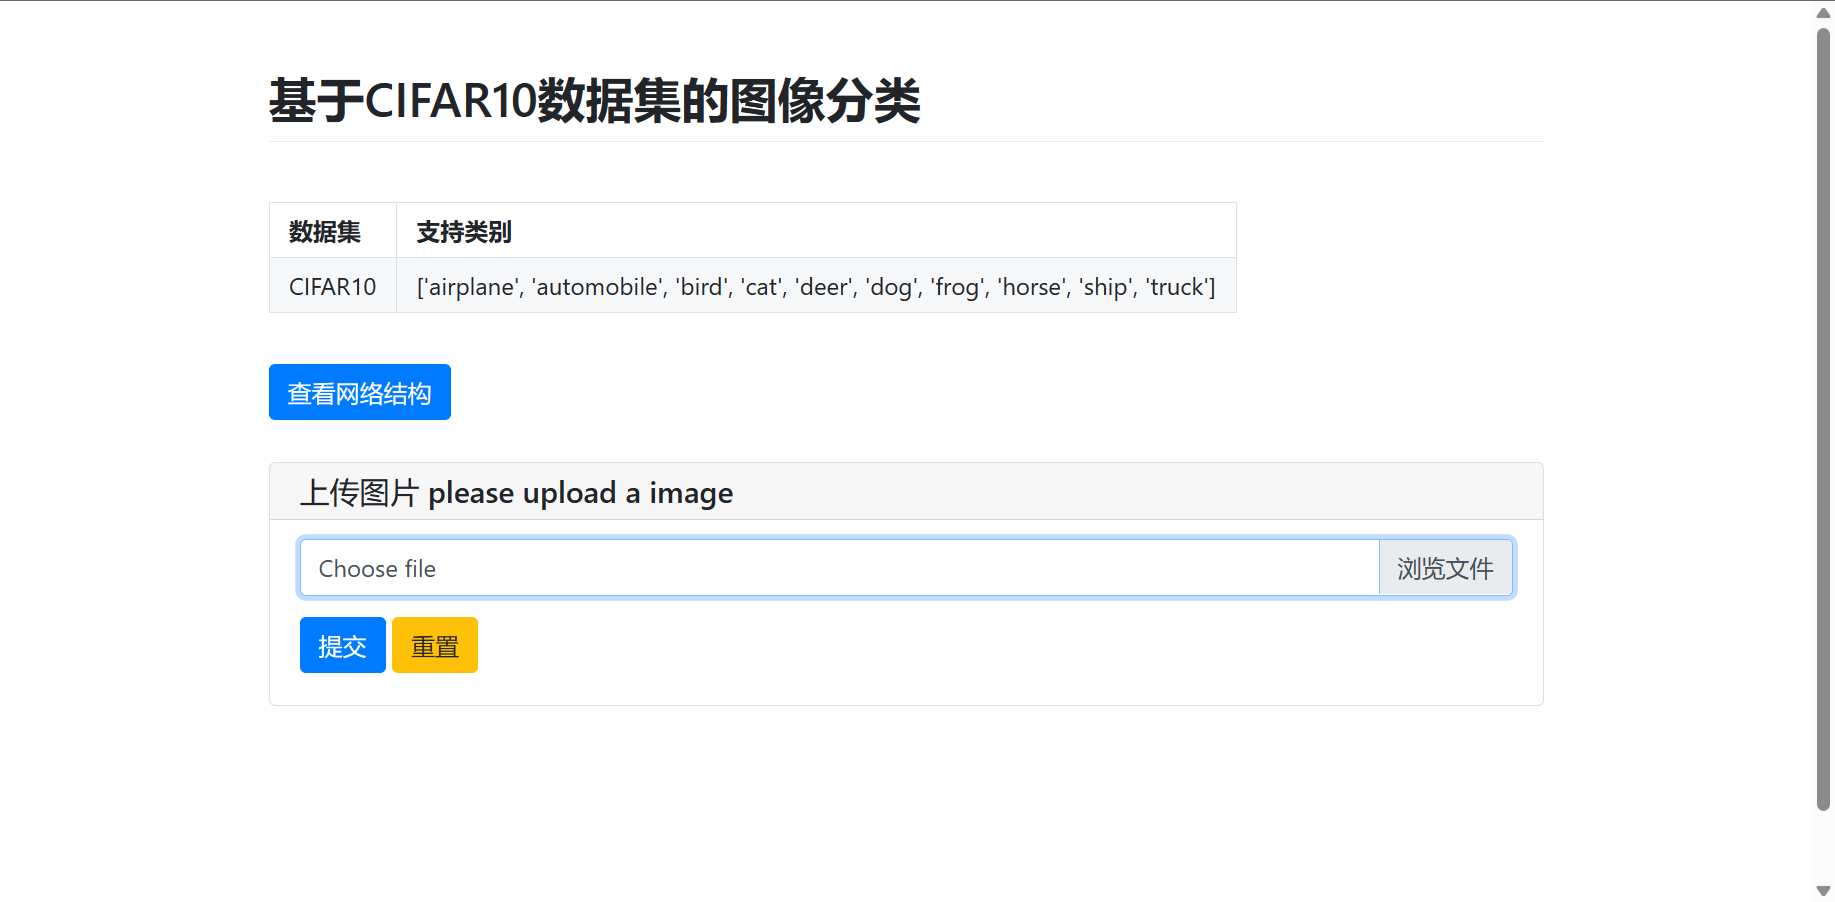 基于CIFAR10数据集的图像分类
数据集 支持类别
CIFAR10 ['airplane', 'automobile', 'bird', 'cat', 'deer', 'dog', 'frog', 'horse', 'ship', 'truck']
查看网络结构
上传图片 please upload a image
Choose file 浏览文件
提交 重置